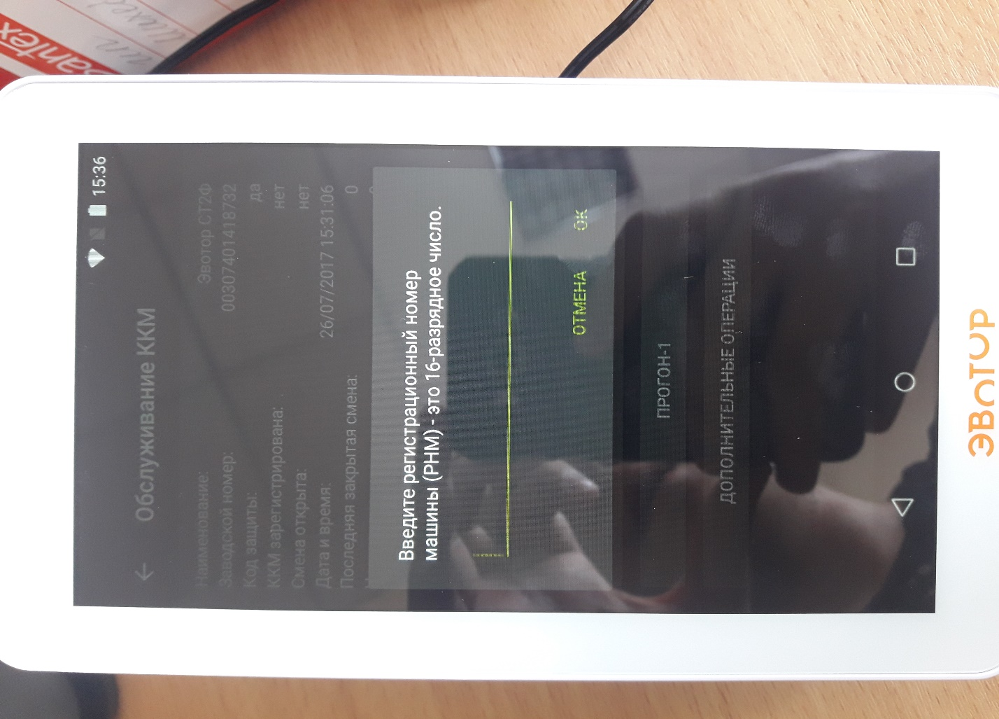 15:36
Обслуживание ККМ
Наименование: Эвотор СТ2Ф
Заводской номер: 00307401418732
Код защиты: да
ККМ зарегистрирована: нет
Смена открыта: нет
Дата и время: 26/07/2017 15:31:06
Последняя закрытая смена: 0
Введите регистрационный номер
машины (РНМ) - это 16-разрядное число.
ОТМЕНА ОК
ПРОГОН-1
ДОПОЛНИТЕЛЬНЫЕ ОПЕРАЦИИ
ЭВОТОР